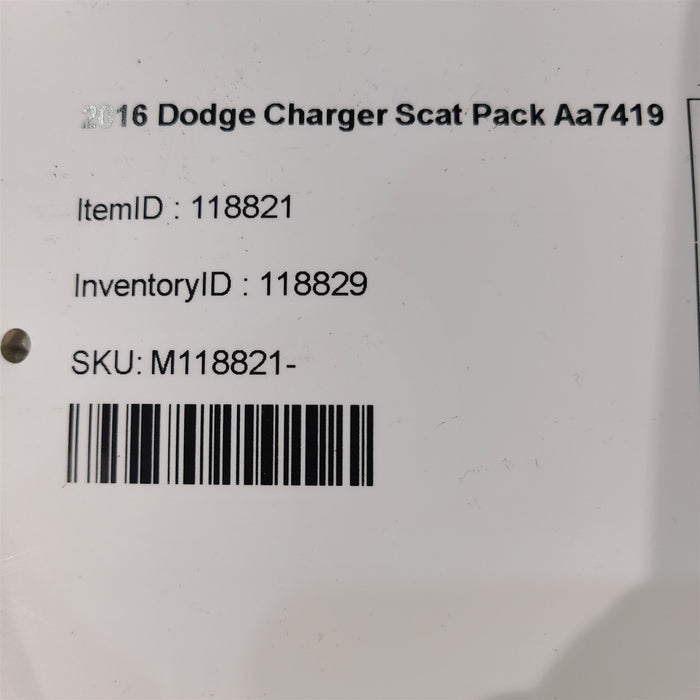 2016 Dodge Charger Scat Pack Aa7419
ItemID : 118821
InventoryID : 118829
SKU: M118821-